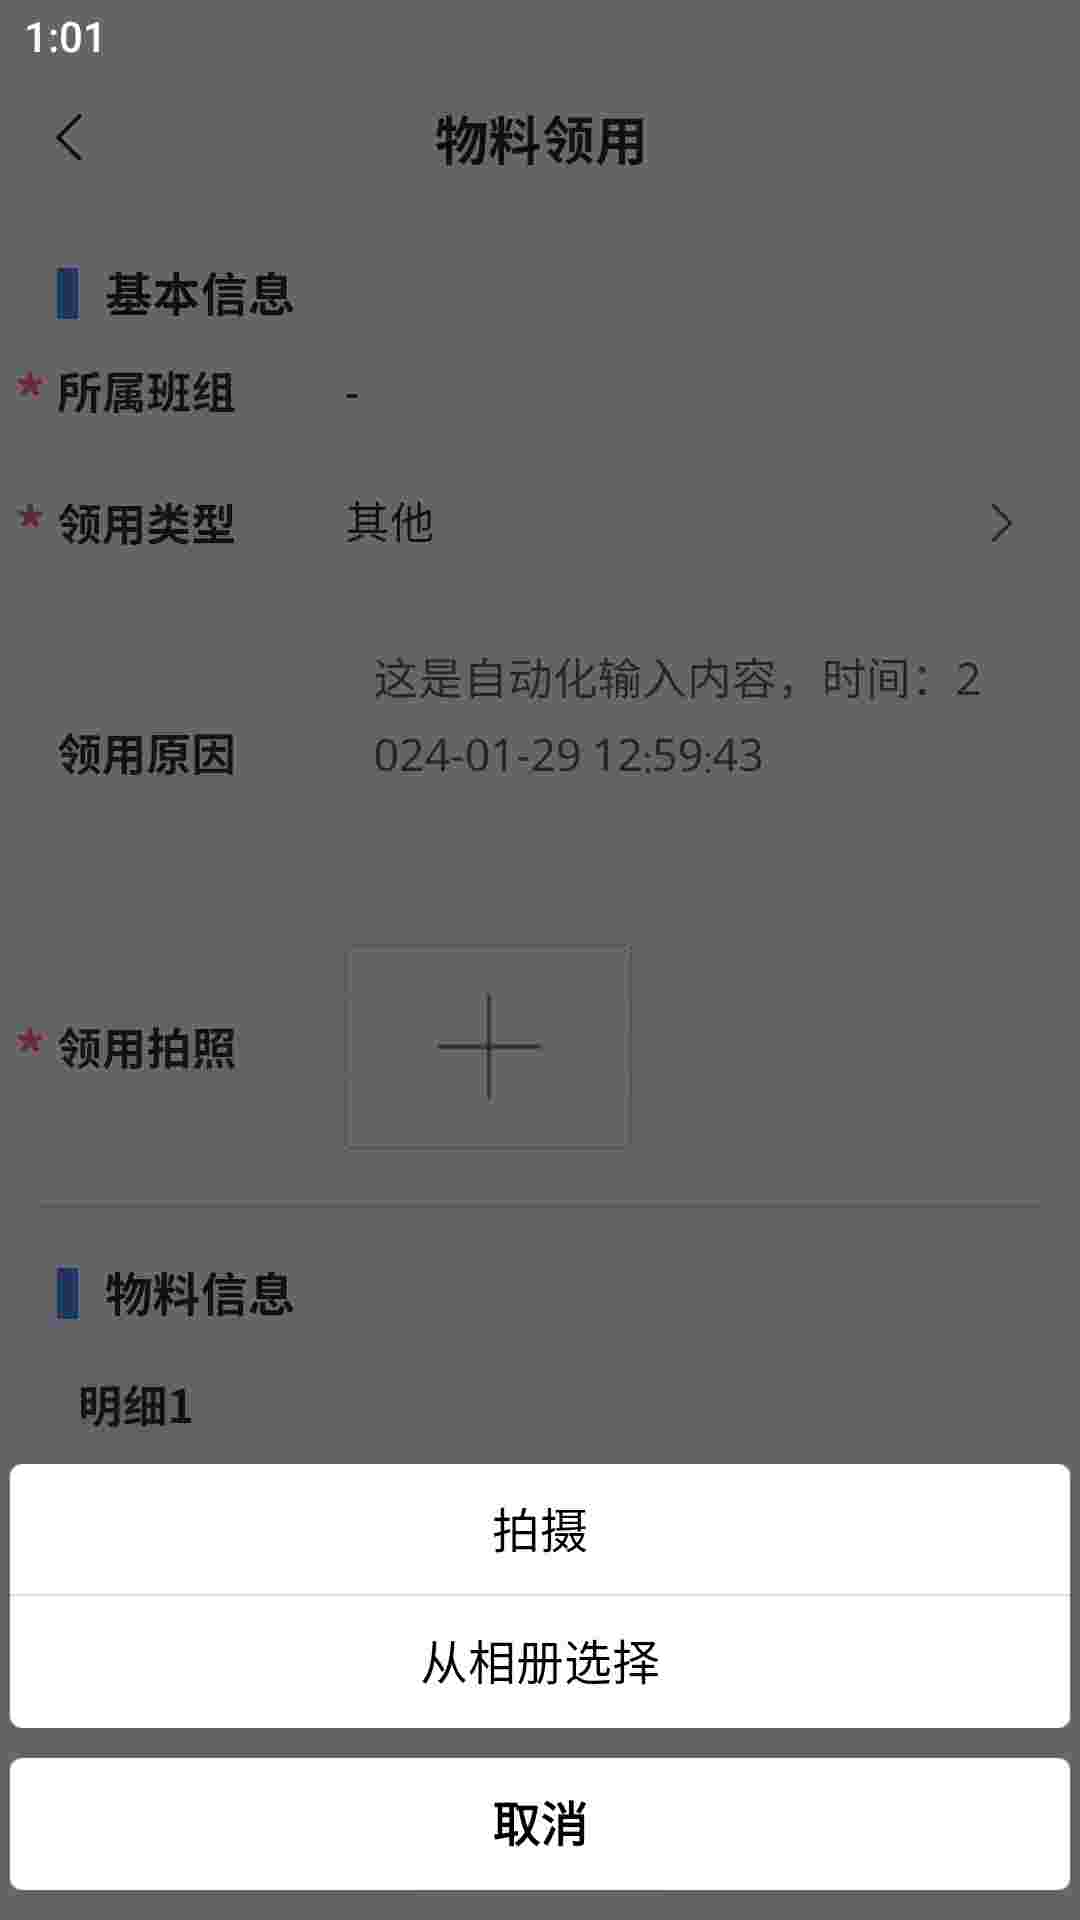 1:01
物料领用
基本信息
* 所属班组 -
* 领用类型 其他
这是自动化输入内容，时间：2
024-01-29 12:59:43
领用原因
* 领用拍照
物料信息
明细1
拍摄
从相册选择
取消